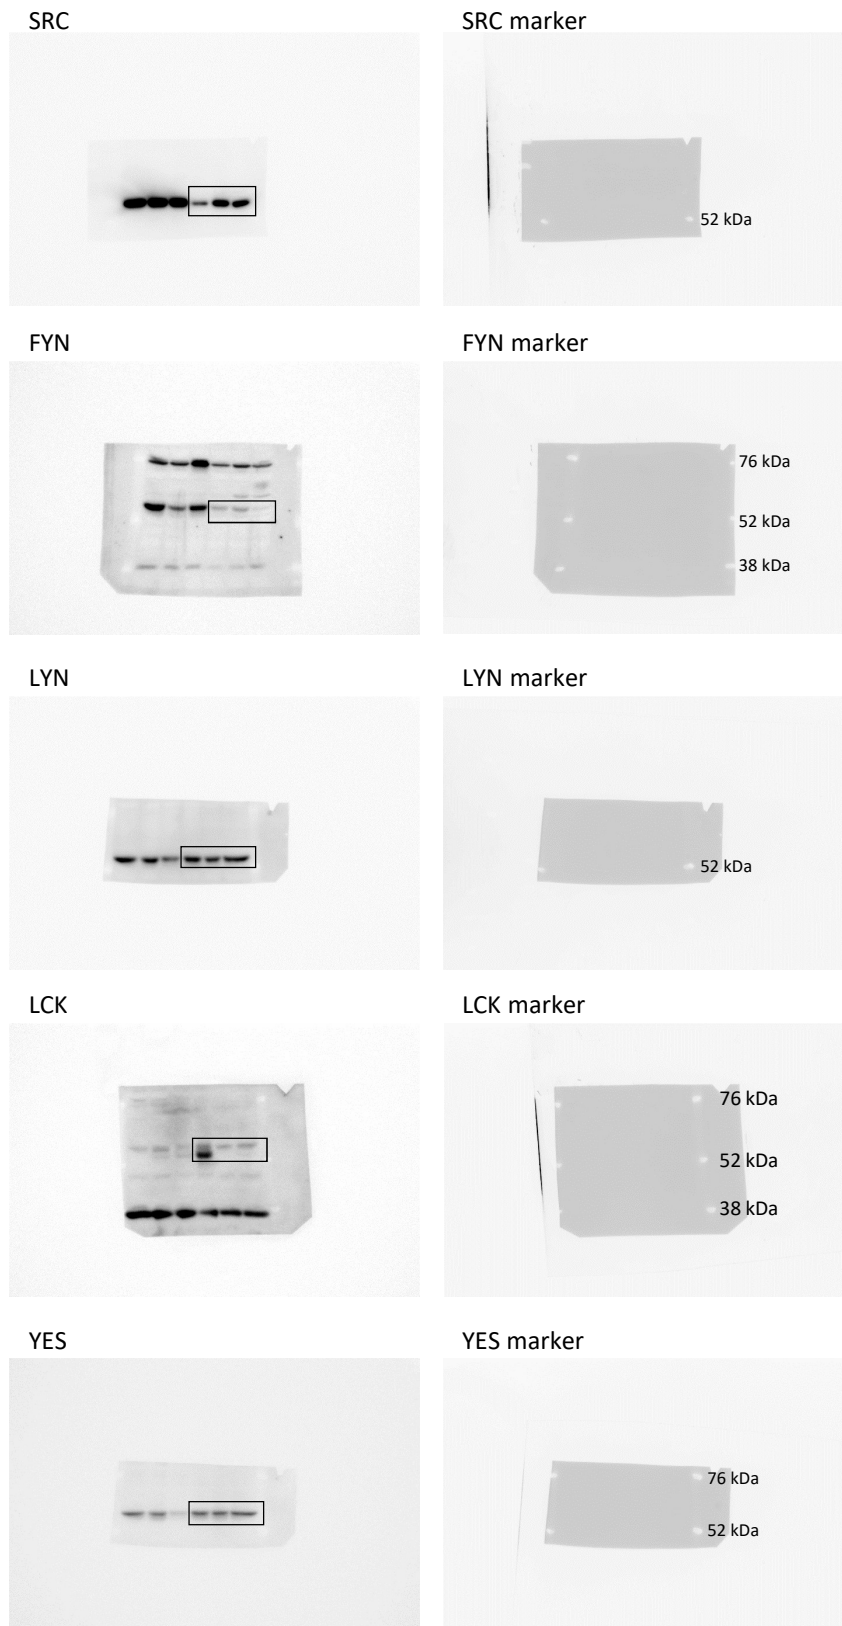 SRC
SRC marker
52 kDa
FYN
FYN marker
76 kDa
52 kDa
38 kDa
LYN
LYN marker
52 kDa
LCK
LCK marker
76 kDa
52 kDa
38 kDa
YES
YES marker
76 kDa
52 kDa